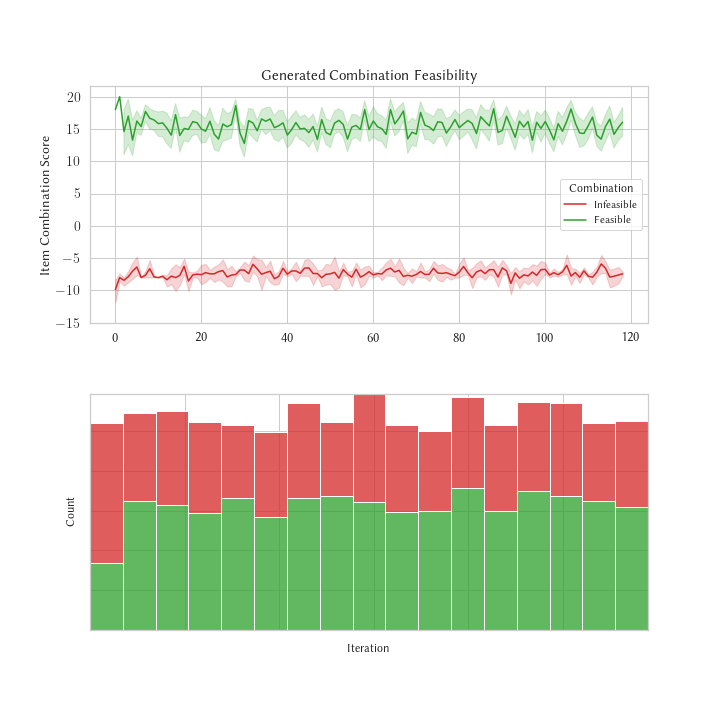 Generated Combination Feasibility
Item Combination Score
20
15
10
5
0
−5
−10
−15
0 20 40 60 80 100 120
Combination
Infeasible
Feasible
Count
Iteration